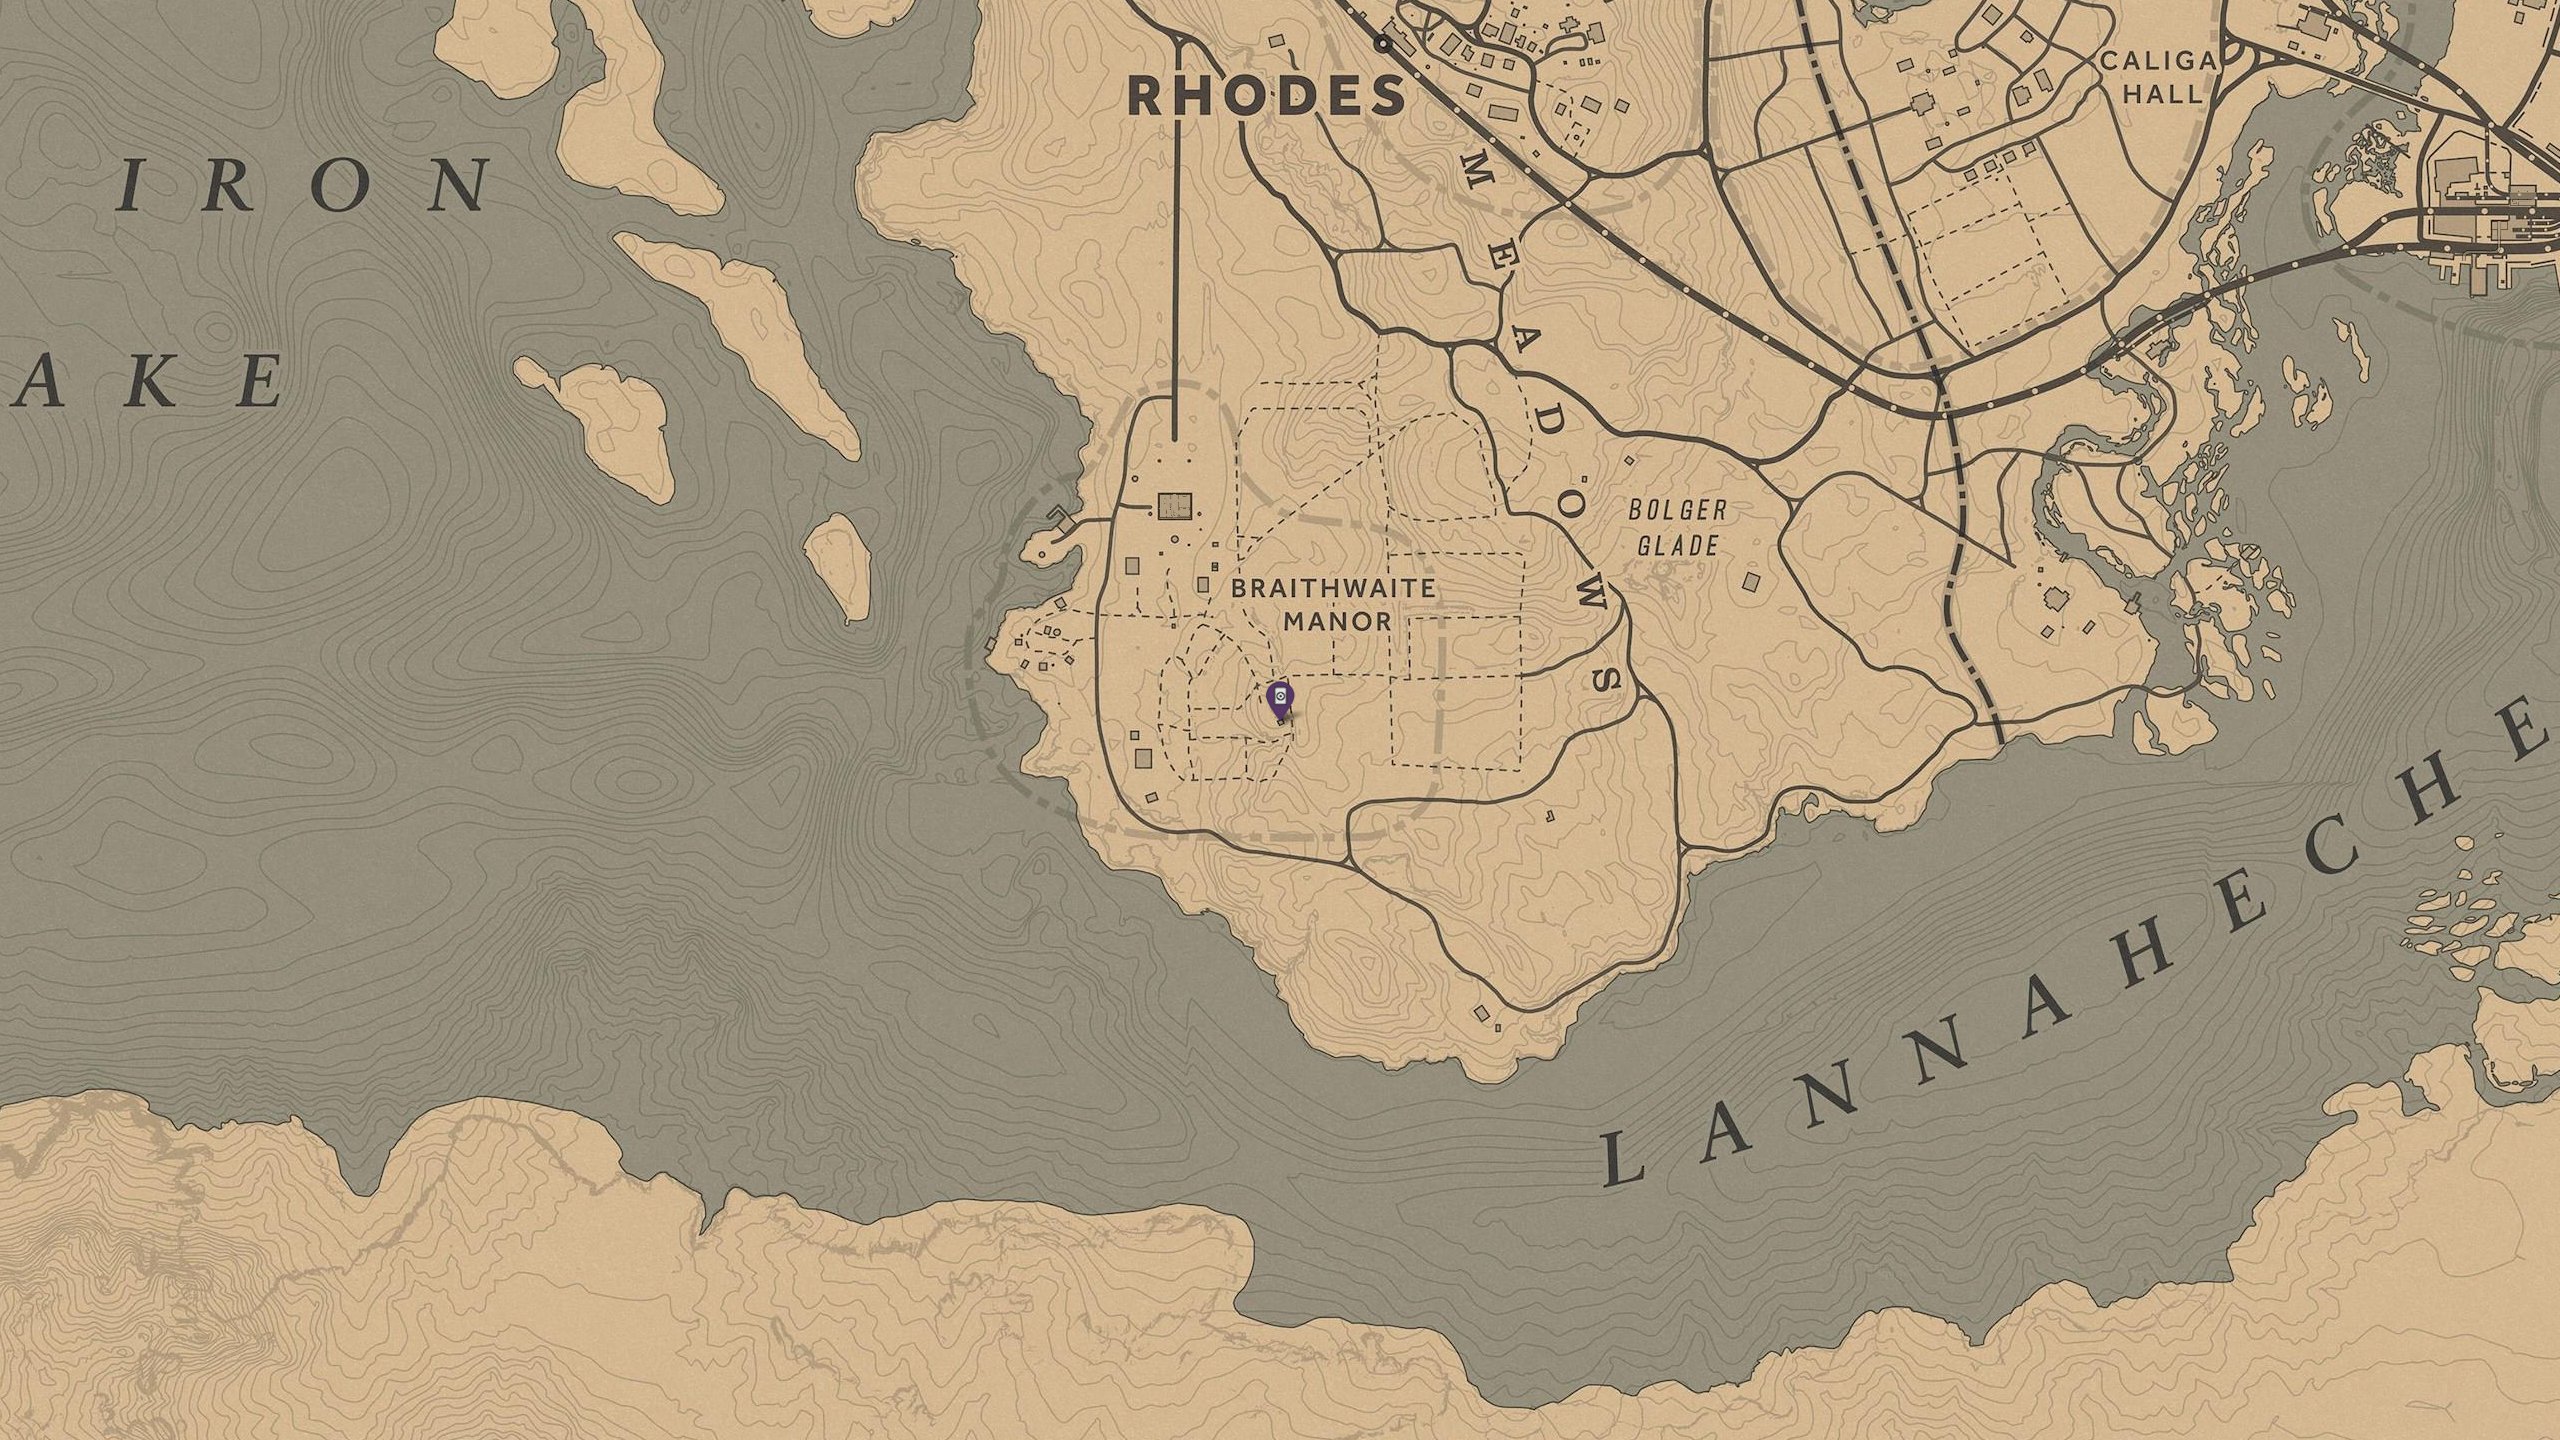 CALIGA
HALL
RHODES
IRON
AKE
MEADOWS
BOLGER
GLADE
BRAITHWAITE
MANOR
LANNAHECHE